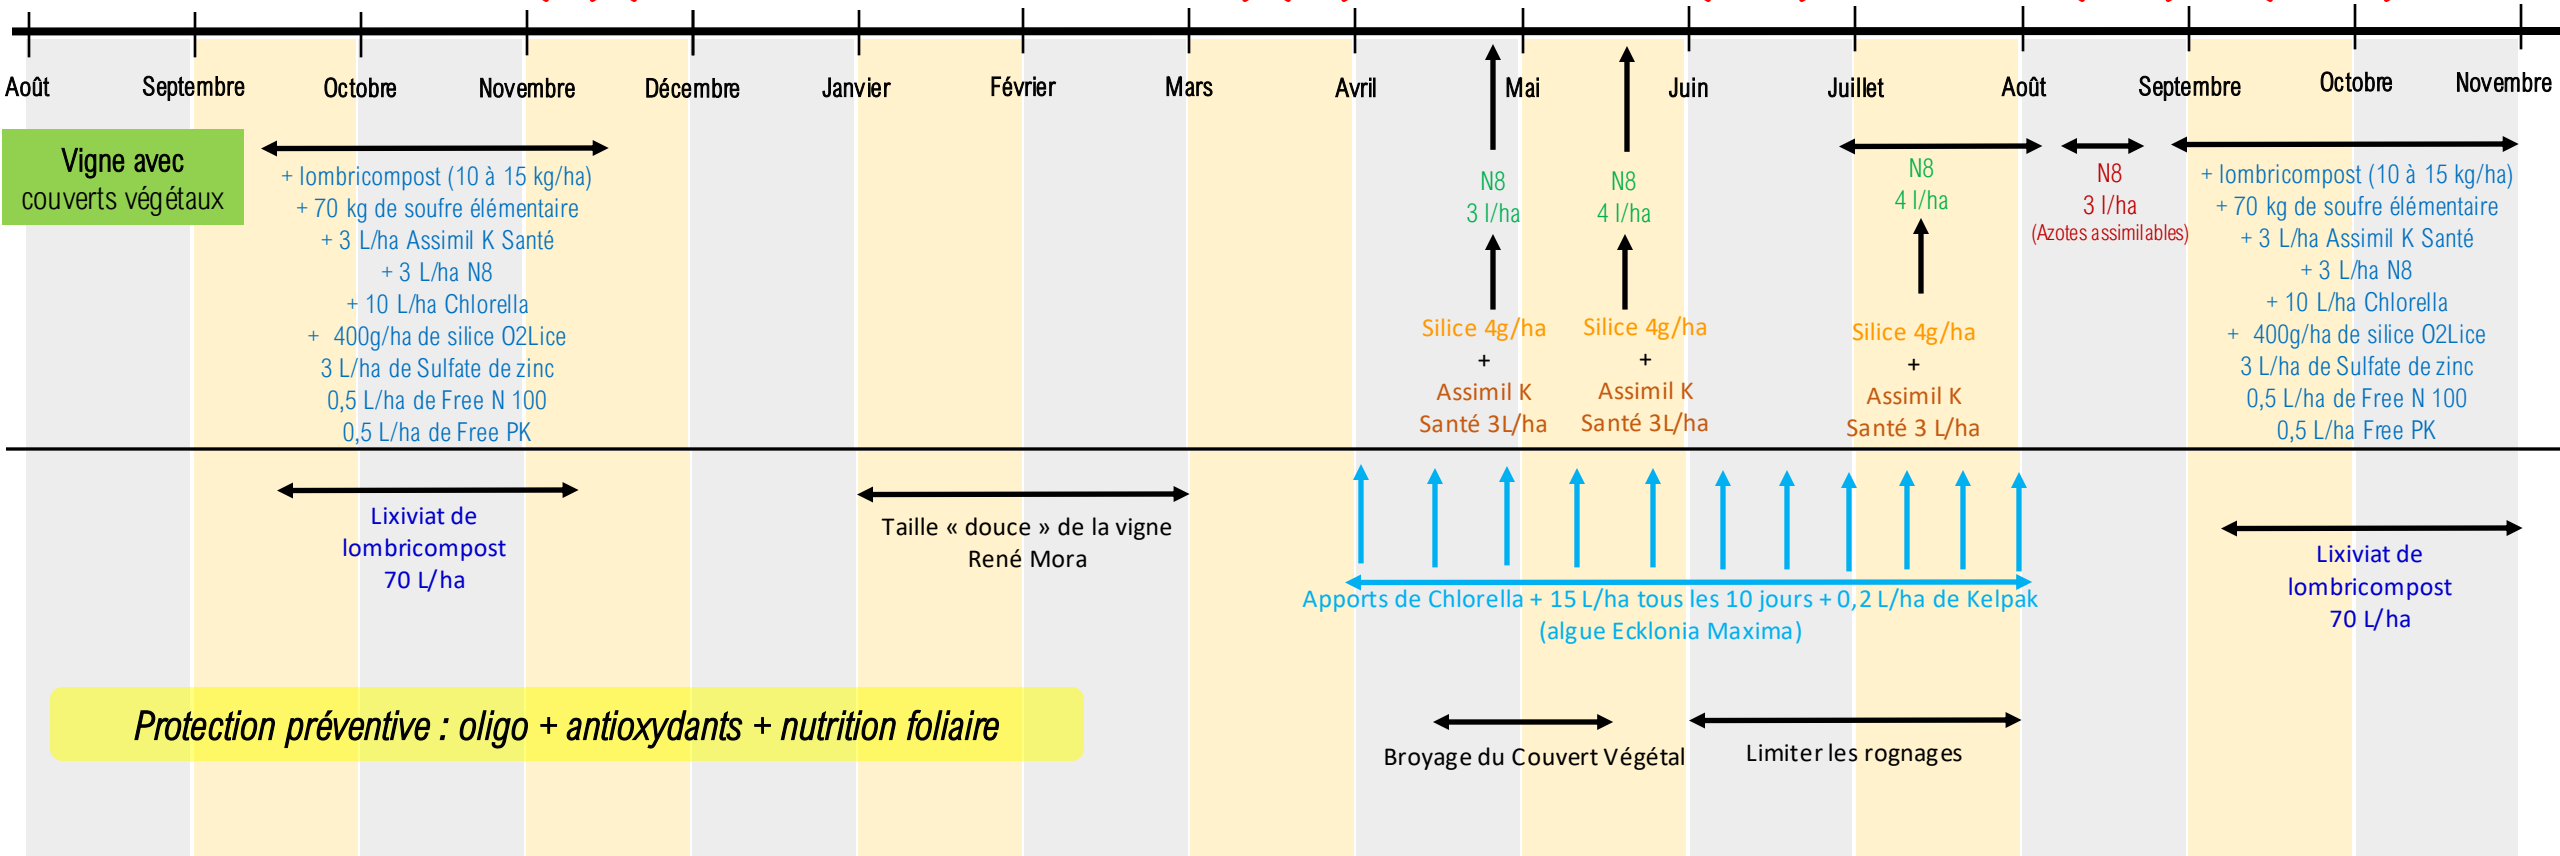 Août Septembre Octobre Novembre Décembre Janvier Février Mars Avril Mai Juin Juillet Août Septembre Octobre Novembre
Vigne avec
couverts végétaux
+ lombricompost (10 à 15 kg/ha)
+ 70 kg de soufre élémentaire
+ 3 L/ha Assimil K Santé
+ 3 L/ha N8
+ 10 L/ha Chlorella
+ 400g/ha de silice O2Lice
3 L/ha de Sulfate de zinc
0,5 L/ha de Free N 100
0,5 L/ha de Free PK
N8
3 l/ha
Silice 4g/ha
+
Assimil K
Santé 3L/ha
N8
4 l/ha
Silice 4g/ha
+
Assimil K
Santé 3L/ha
N8
4 l/ha
Silice 4g/ha
+
Assimil K
Santé 3 L/ha
N8
3 l/ha
(Azotes assimilables)
+ lombricompost (10 à 15 kg/ha)
+ 70 kg de soufre élémentaire
+ 3 L/ha Assimil K Santé
+ 3 L/ha N8
+ 10 L/ha Chlorella
+ 400g/ha de silice O2Lice
3 L/ha de Sulfate de zinc
0,5 L/ha de Free N 100
0,5 L/ha Free PK
Lixiviat de
lombricompost
70 L/ha
Taille « douce » de la vigne
René Mora
Apports de Chlorella + 15 L/ha tous les 10 jours + 0,2 L/ha de Kelpak
(algue Ecklonia Maxima)
Lixiviat de
lombricompost
70 L/ha
Protection préventive : oligo + antioxydants + nutrition foliaire
Broyage du Couvert Végétal
Limiter les rognages